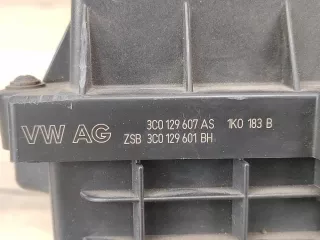 3C0 129 607 AS 1K0 183 B
VW AG ZSB 3C0 129 601 BH